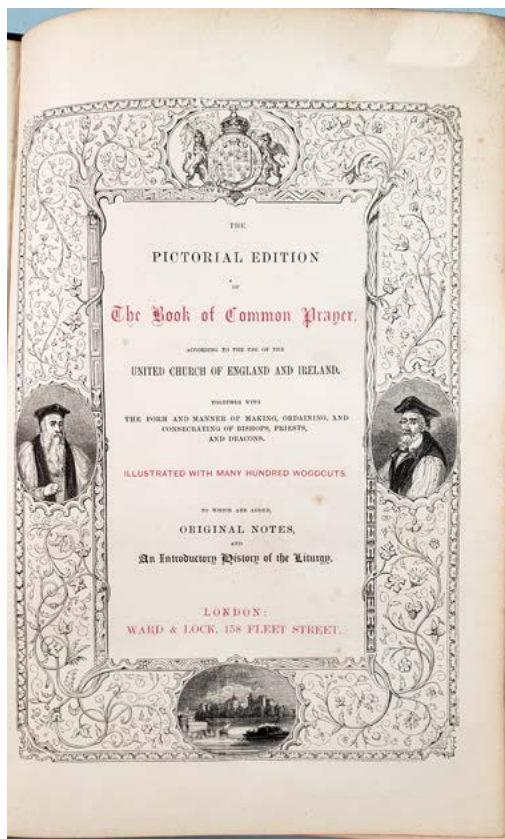 THE
PICTORIAL EDITION
OF
The Book of Common Prayer,
ACCORDING TO THE USE OF THE
UNITED CHURCH OF ENGLAND AND IRELAND.
TOGETHER WITH
THE FORM AND MANNER OF MAKING, ORDAINING, AND
CONSECRATING OF BISHOPS, PRIESTS,
AND DEACONS.
ILLUSTRATED WITH MANY HUNDRED WOODCUTS.
TO WHICH ARE ADDED,
ORIGINAL NOTES,
AND
An Introductory History of the Liturgy.
LONDON:
WARD & LOCK, 158 FLEET STREET.